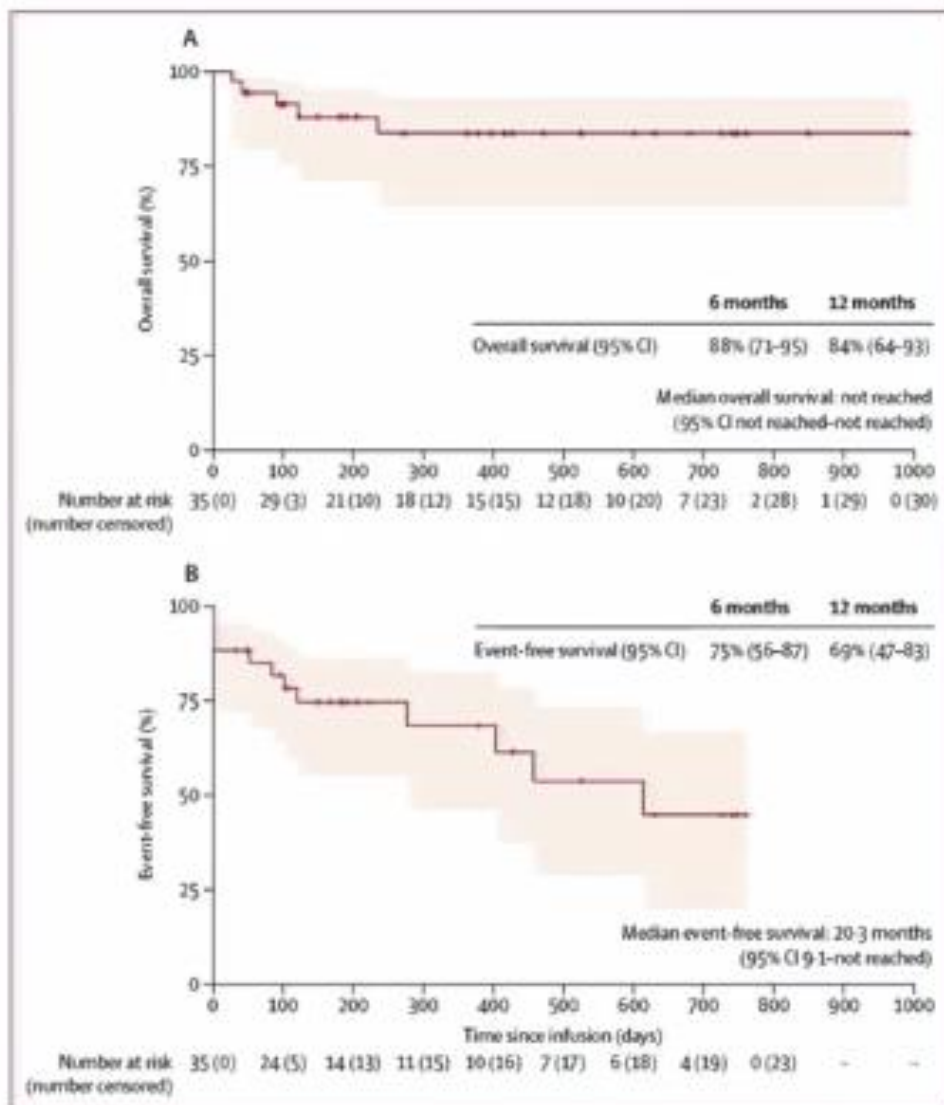 A
100
75
50
25
0
Overall survival (%)
6 months 12 months
Overall survival (95% CI) 88% (71–95) 84% (64–93)
Median overall survival: not reached
(95% CI not reached–not reached)
0 100 200 300 400 500 600 700 800 900 1000
Number at risk 35 (0) 29 (3) 21 (10) 18 (12) 15 (15) 12 (18) 10 (20) 7 (23) 2 (28) 1 (29) 0 (30)
(number censored)
B
100
75
50
25
0
Event-free survival (%)
6 months 12 months
Event-free survival (95% CI) 75% (56–87) 69% (47–83)
Median event-free survival: 20·3 months
(95% CI 9·1–not reached)
0 100 200 300 400 500 600 700 800 900 1000
Time since infusion (days)
Number at risk 35 (0) 24 (5) 14 (13) 11 (15) 10 (16) 7 (17) 6 (18) 4 (19) 0 (23) – –
(number censored)